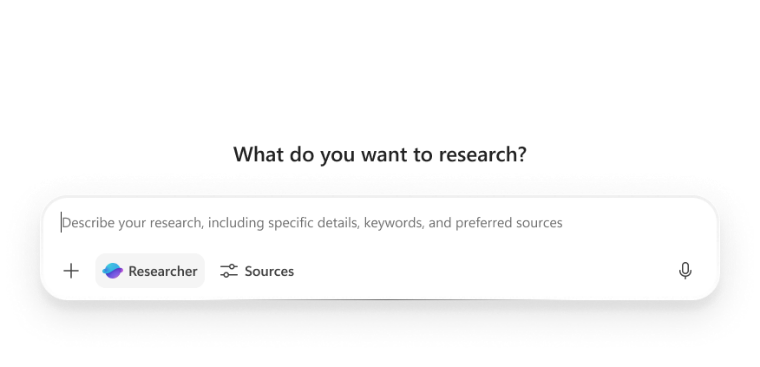 What do you want to research?
Describe your research, including specific details, keywords, and preferred sources
Researcher Sources